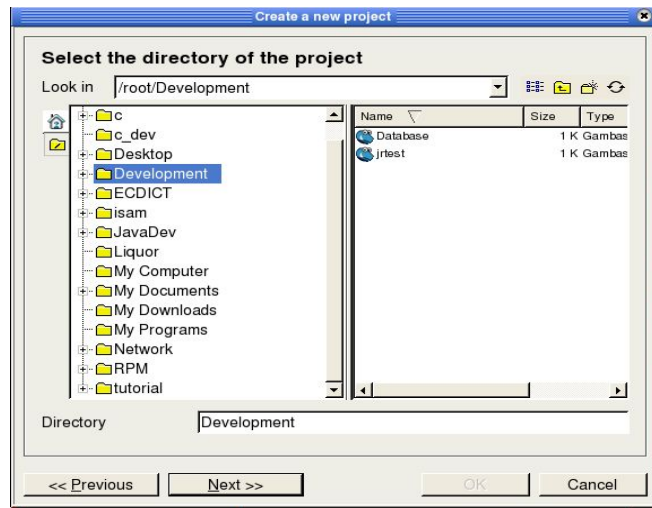 Create a new project
Select the directory of the project
Look in /root/Development
c
c_dev
Desktop
Development
ECDICT
isam
JavaDev
Liquor
My Computer
My Documents
My Downloads
My Programs
Network
RPM
tutorial
Name Size Type
Database 1 K Gambas
jrtest 1 K Gambas
Directory Development
<< Previous Next >> OK Cancel